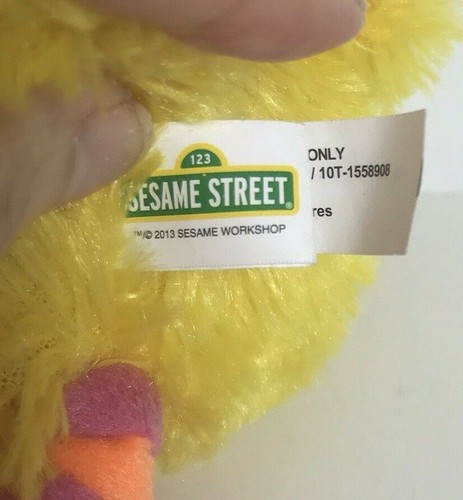 123
SESAME STREET®
™/© 2013 SESAME WORKSHOP
ONLY
/ 10T-1558908
res